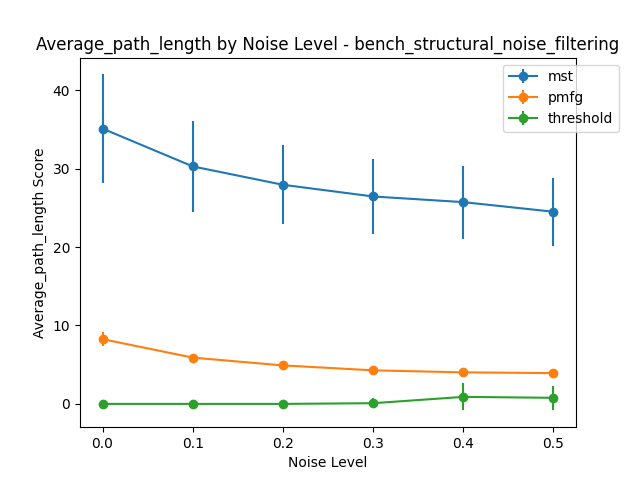 Average_path_length by Noise Level - bench_structural_noise_filtering
mst
pmfg
threshold
Average_path_length Score
40
30
20
10
0
0.0 0.1 0.2 0.3 0.4 0.5
Noise Level